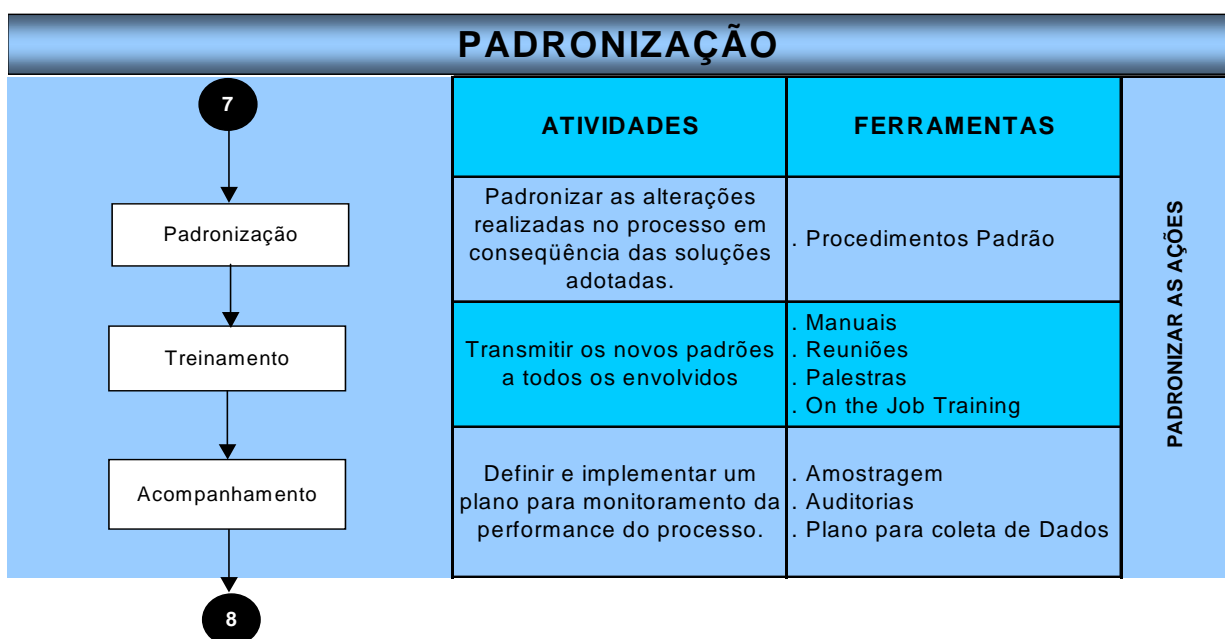 PADRONIZAÇÃO
7
ATIVIDADES
FERRAMENTAS
Padronização
Padronizar as alterações
realizadas no processo em
conseqüência das soluções
adotadas.
. Procedimentos Padrão
Treinamento
Transmitir os novos padrões
a todos os envolvidos
. Manuais
. Reuniões
. Palestras
. On the Job Training
Acompanhamento
Definir e implementar um
plano para monitoramento da
performance do processo.
. Amostragem
. Auditorias
. Plano para coleta de Dados
PADRONIZAR AS AÇÕES
8